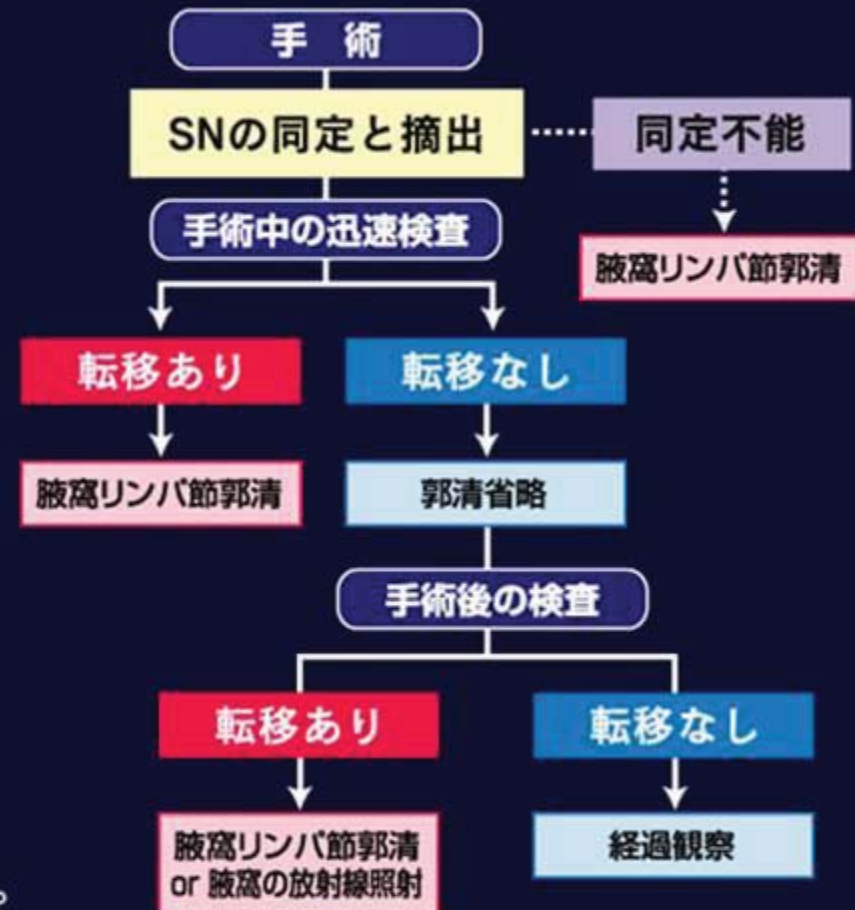 手 術
SNの同定と摘出
同定不能
手術中の迅速検査
腋窩リンパ節郭清
転移あり
転移なし
腋窩リンパ節郭清
郭清省略
手術後の検査
転移あり
転移なし
腋窩リンパ節郭清
or 腋窩の放射線照射
経過観察
。